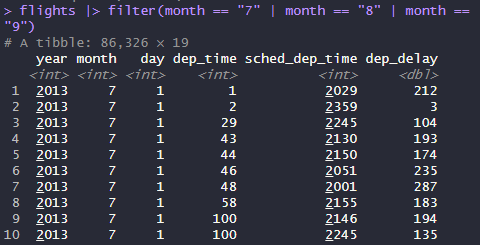 > flights |> filter(month == "7" | month == "8" | month ==
"9")
# A tibble: 86,326 × 19
year month day dep_time sched_dep_time dep_delay
<int> <int> <int> <int> <int> <dbl>
1 2013 7 1 1 2029 212
2 2013 7 1 2 2359 3
3 2013 7 1 29 2245 104
4 2013 7 1 43 2130 193
5 2013 7 1 44 2150 174
6 2013 7 1 46 2051 235
7 2013 7 1 48 2001 287
8 2013 7 1 58 2155 183
9 2013 7 1 100 2146 194
10 2013 7 1 100 2245 135